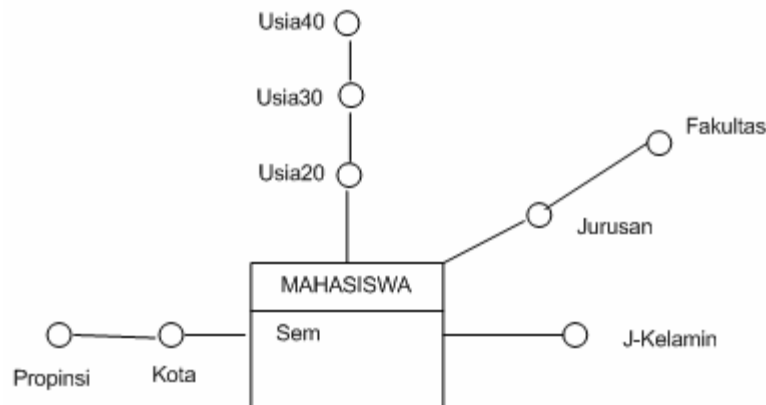 Usia40
Usia30
Fakultas
Usia20
Jurusan
MAHASISWA
Sem
J-Kelamin
Propinsi
Kota